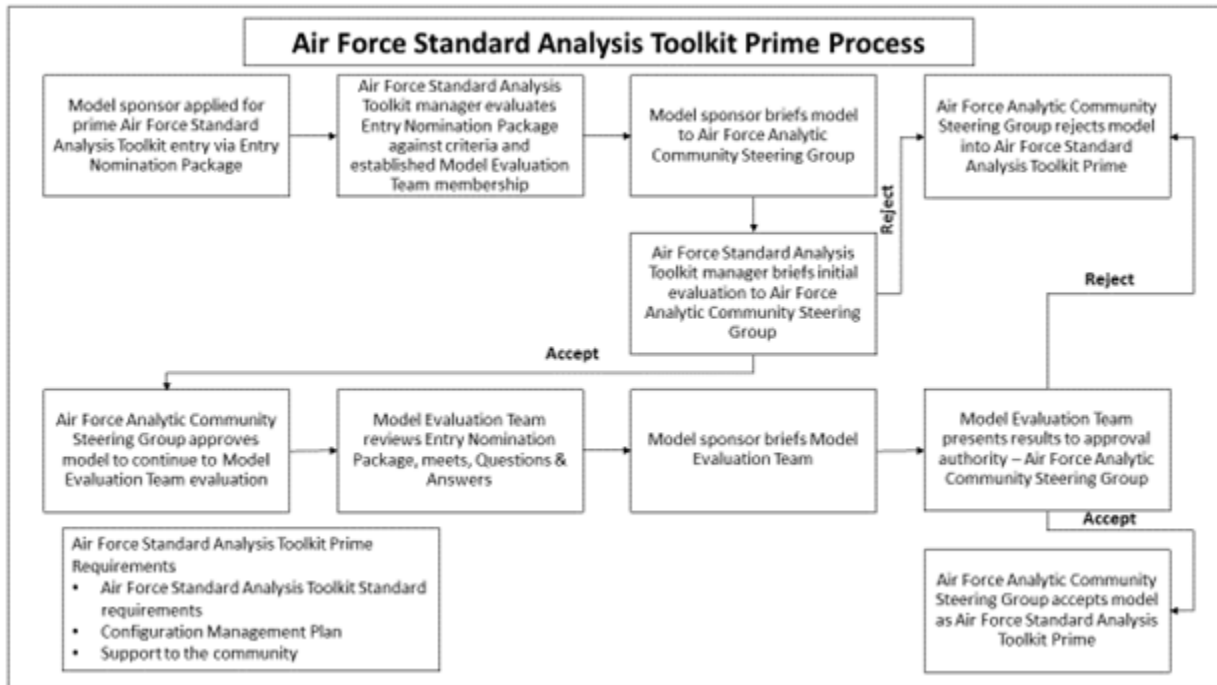 Air Force Standard Analysis Toolkit Prime Process
Model sponsor applied for
prime Air Force Standard
Analysis Toolkit entry via Entry
Nomination Package
Air Force Standard Analysis
Toolkit manager evaluates
Entry Nomination Package
against criteria and
established Model Evaluation
Team membership
Model sponsor briefs model
to Air Force Analytic
Community Steering Group
Air Force Analytic Community
Steering Group rejects model
into Air Force Standard
Analysis Toolkit Prime
Reject
Air Force Standard Analysis
Toolkit manager briefs initial
evaluation to Air Force
Analytic Community Steering
Group
Reject
Accept
Air Force Analytic Community
Steering Group approves
model to continue to Model
Evaluation Team evaluation
Model Evaluation Team
reviews Entry Nomination
Package, meets, Questions &
Answers
Model sponsor briefs Model
Evaluation Team
Model Evaluation Team
presents results to approval
authority – Air Force Analytic
Community Steering Group
Accept
Air Force Standard Analysis Toolkit Prime
Requirements
• Air Force Standard Analysis Toolkit Standard
requirements
• Configuration Management Plan
• Support to the community
Air Force Analytic Community
Steering Group accepts model
as Air Force Standard Analysis
Toolkit Prime